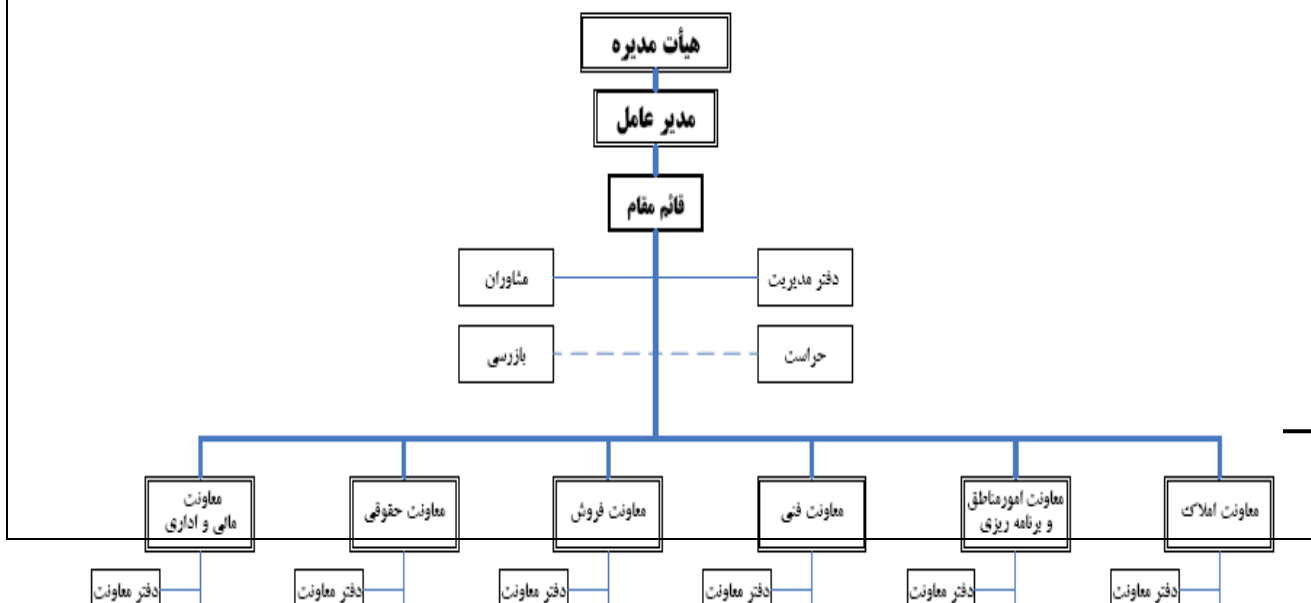 هیأت مدیره
مدیر عامل
قائم مقام
دفتر مدیریت
مشاوران
حراست
بازرسی
معاونت املاک
معاونت امورمناطق
و برنامه ریزی
معاونت فنی
معاونت فروش
معاونت حقوقی
معاونت
مالی و اداری
دفتر معاونت
دفتر معاونت
دفتر معاونت
دفتر معاونت
دفتر معاونت
دفتر معاونت